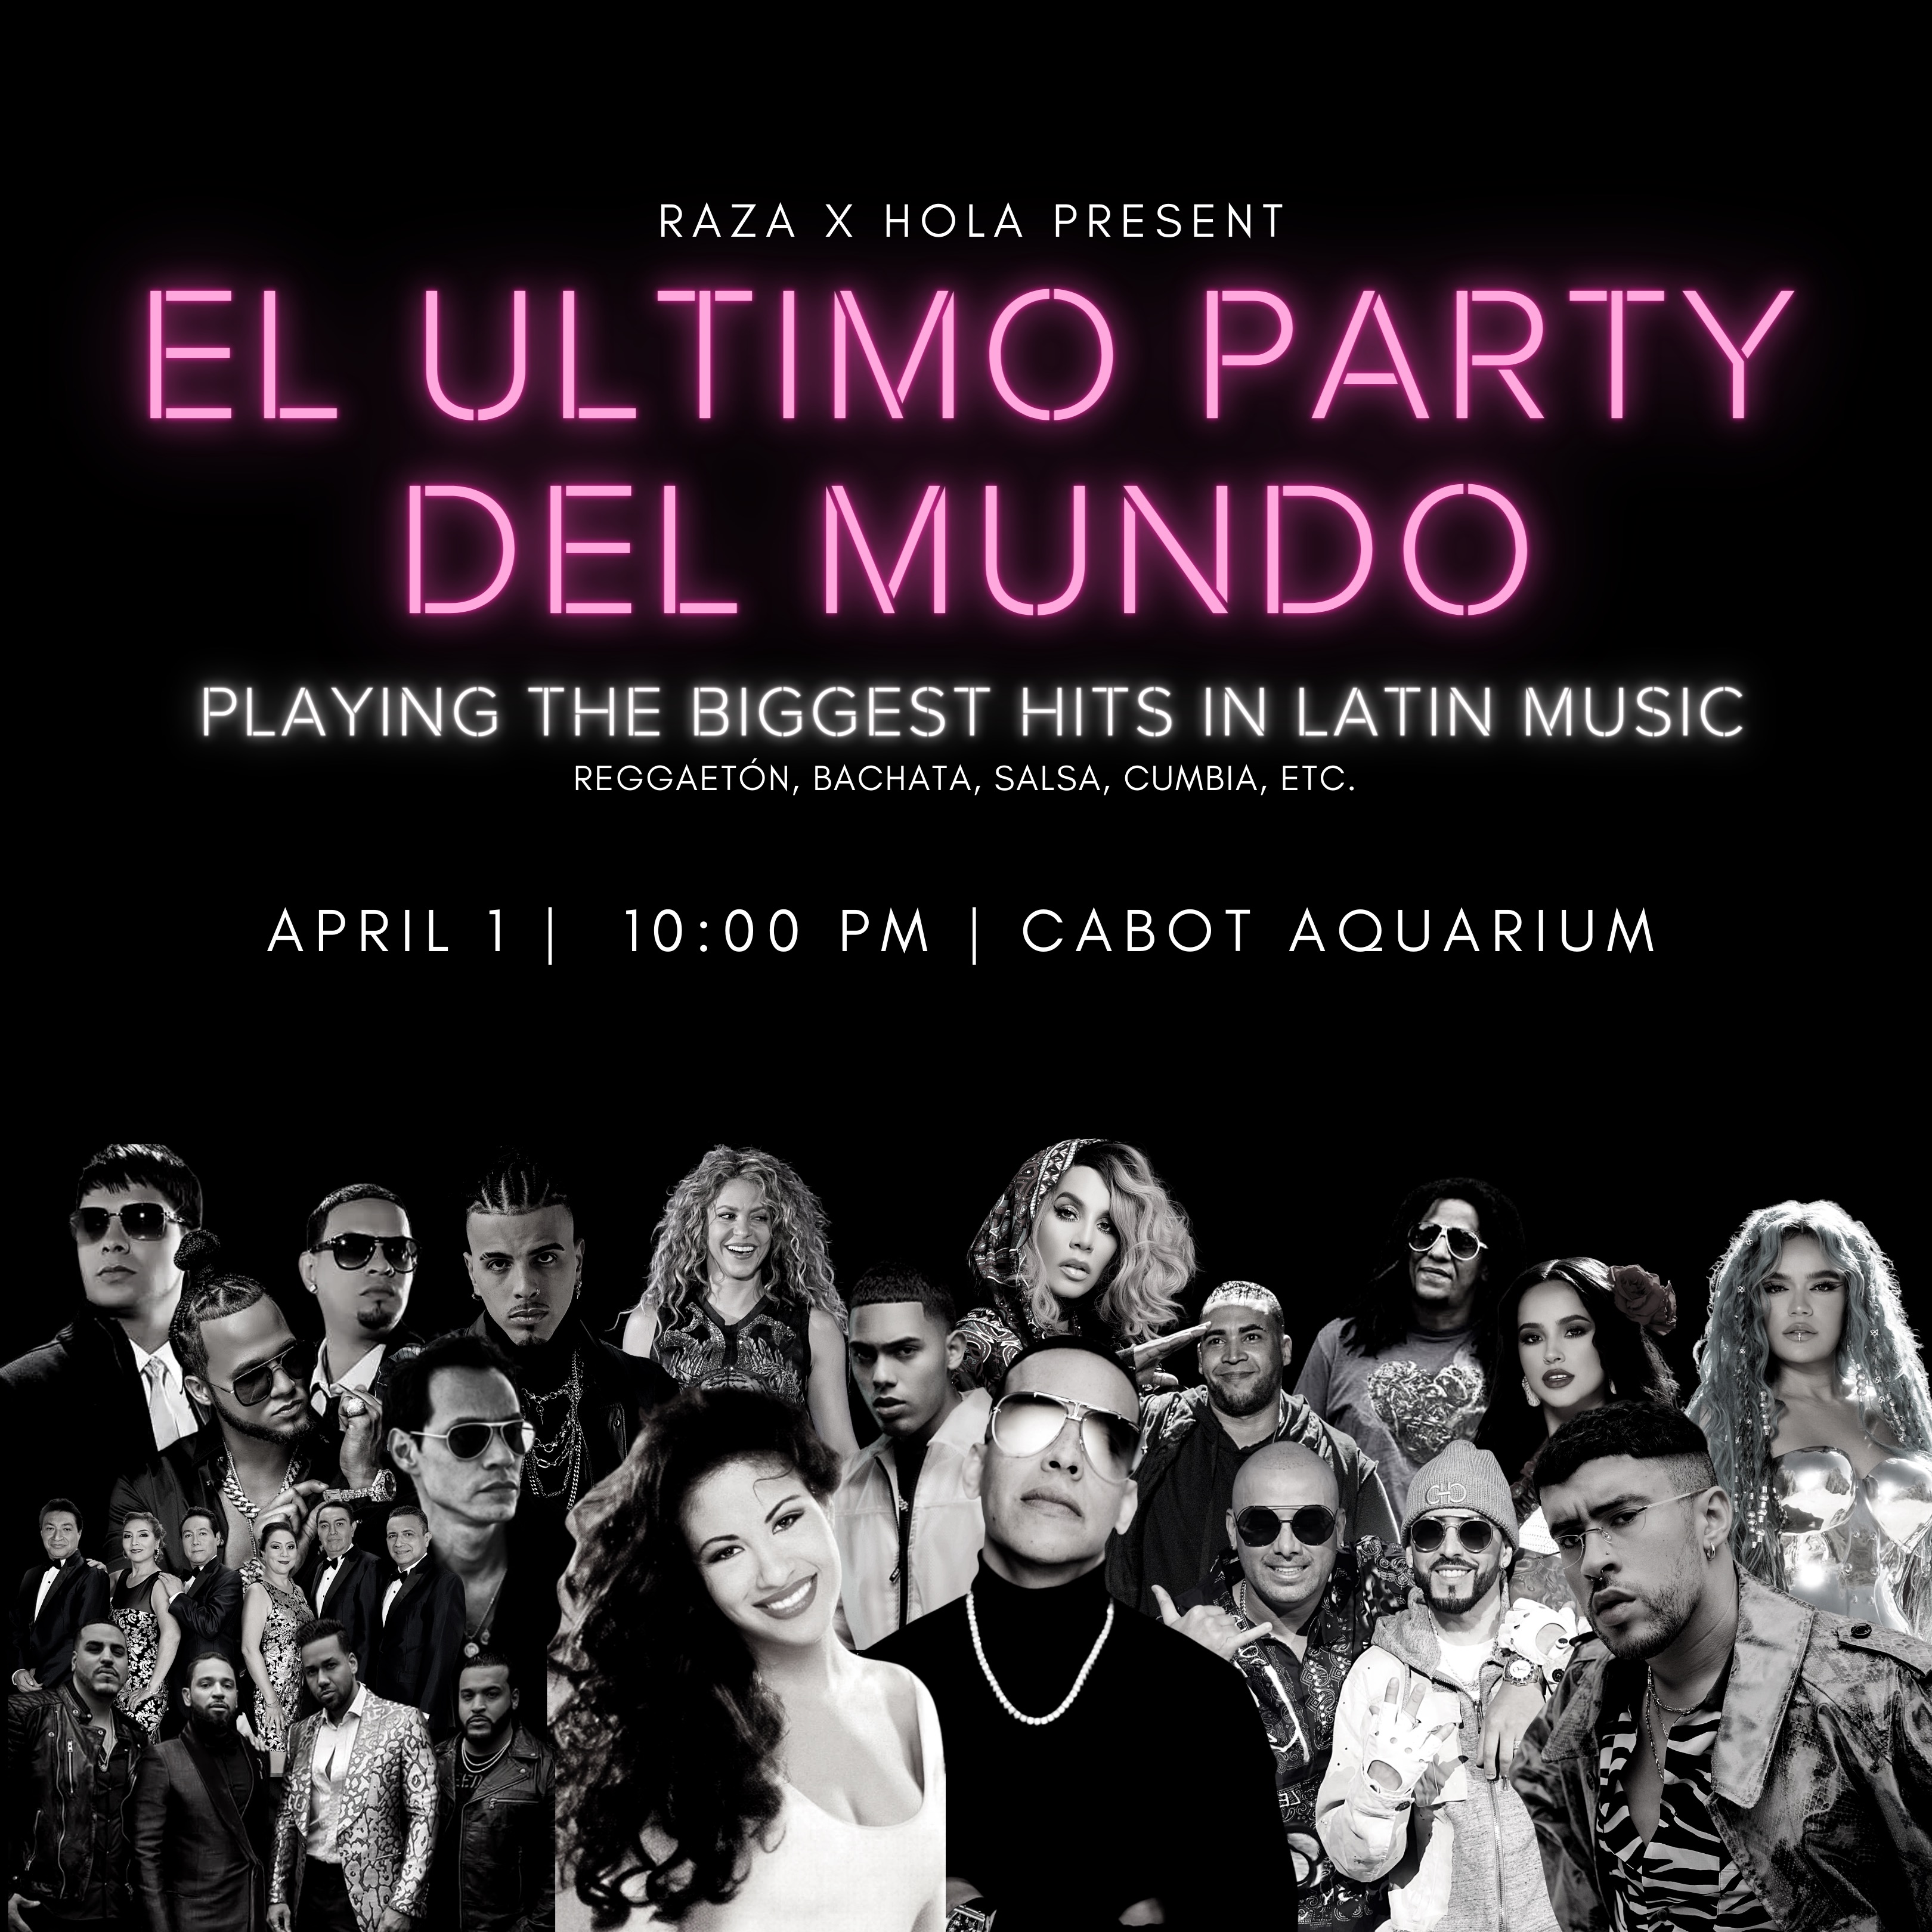 RAZA X HOLA PRESENT
EL ULTIMO PARTY
DEL MUNDO
PLAYING THE BIGGEST HITS IN LATIN MUSIC
REGGAETÓN, BACHATA, SALSA, CUMBIA, ETC.
APRIL 1 | 10:00 PM | CABOT AQUARIUM